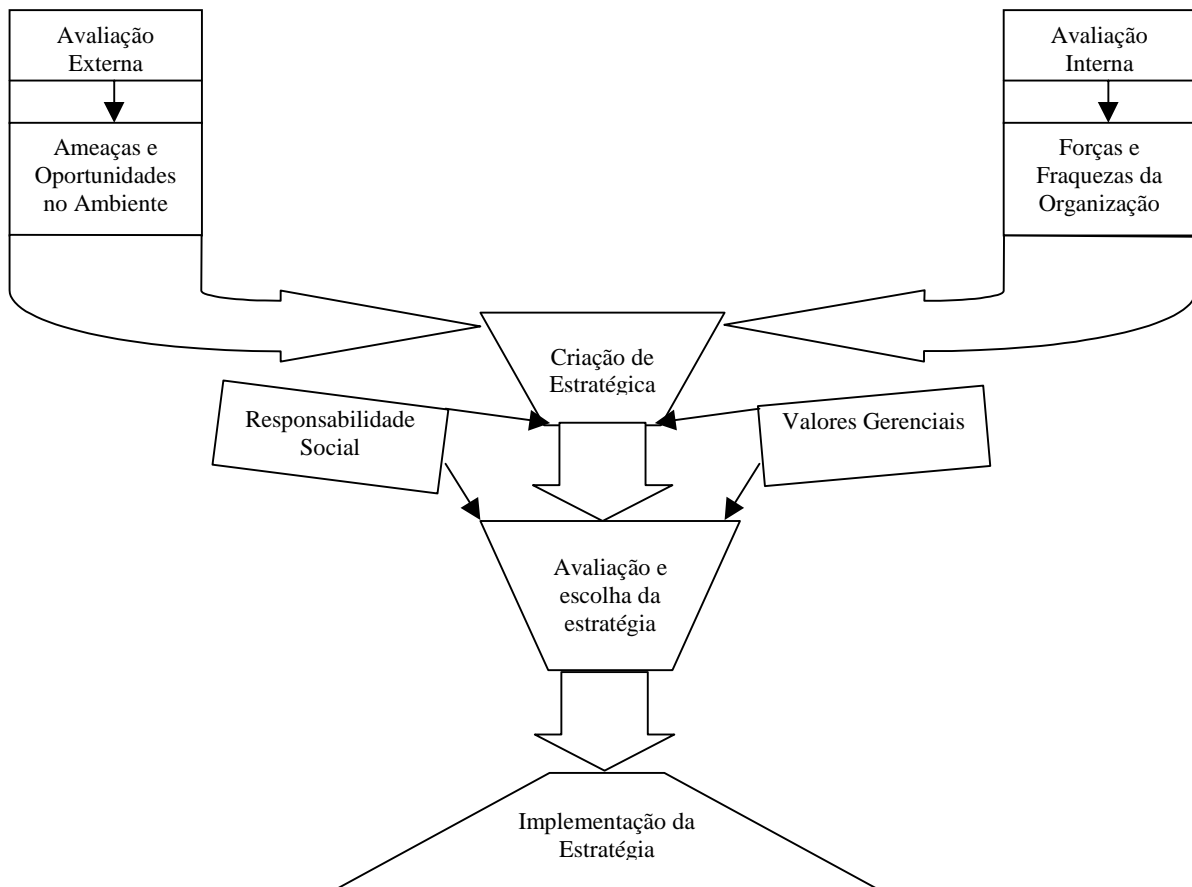 Avaliação
Externa
Avaliação
Interna
Ameaças e
Oportunidades
no Ambiente
Forças e
Fraquezas da
Organização
Criação de
Estratégica
Responsabilidade
Social
Valores Gerenciais
Avaliação e
escolha da
estratégia
Implementação da
Estratégia